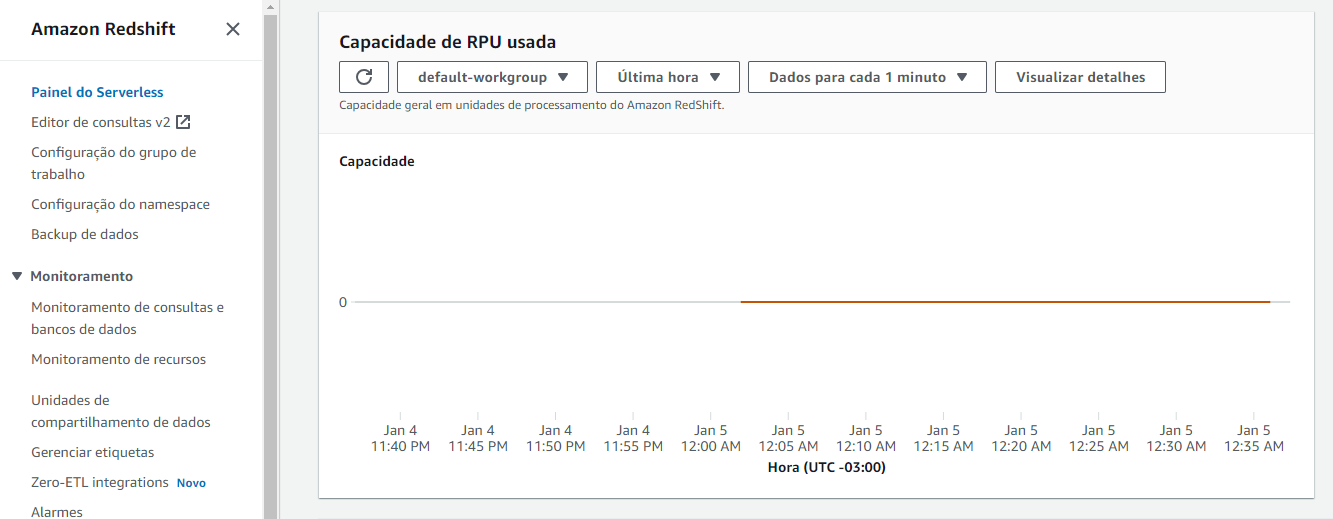 Amazon Redshift
Painel do Serverless
Editor de consultas v2
Configuração do grupo de
trabalho
Configuração do namespace
Backup de dados
Monitoramento
Monitoramento de consultas e
bancos de dados
Monitoramento de recursos
Unidades de
compartilhamento de dados
Gerenciar etiquetas
Zero-ETL integrations Novo
Alarmes
Capacidade de RPU usada
default-workgroup Última hora Dados para cada 1 minuto Visualizar detalhes
Capacidade geral em unidades de processamento do Amazon RedShift.
Capacidade
0
Jan 4 Jan 4 Jan 4 Jan 4 Jan 5 Jan 5 Jan 5 Jan 5 Jan 5 Jan 5 Jan 5 Jan 5
11:40 PM 11:45 PM 11:50 PM 11:55 PM 12:00 AM 12:05 AM 12:10 AM 12:15 AM 12:20 AM 12:25 AM 12:30 AM 12:35 AM
Hora (UTC -03:00)